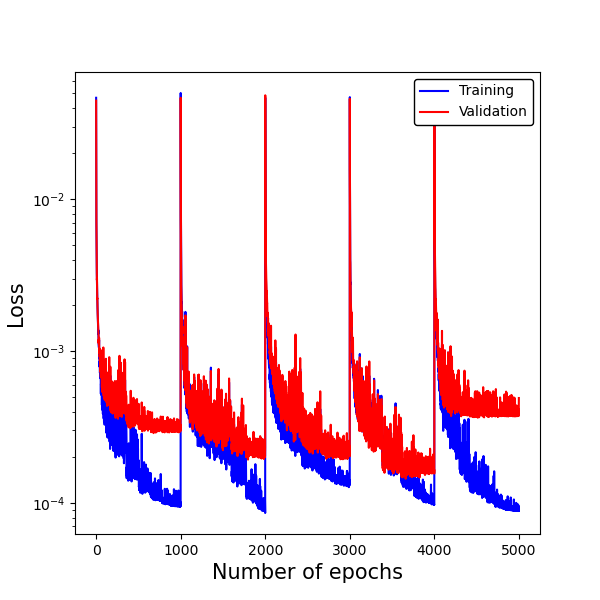 Training
Validation
10⁻²
10⁻³
10⁻⁴
Loss
0 1000 2000 3000 4000 5000
Number of epochs